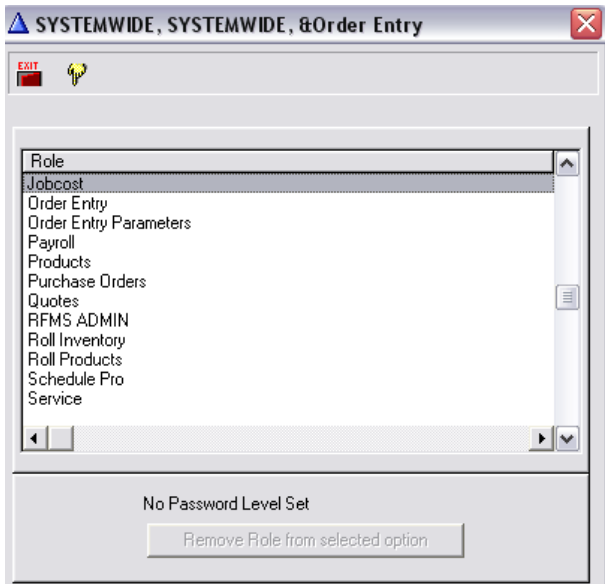 SYSTEMWIDE, SYSTEMWIDE, &Order Entry
EXIT
Role
Jobcost
Order Entry
Order Entry Parameters
Payroll
Products
Purchase Orders
Quotes
RFMS ADMIN
Roll Inventory
Roll Products
Schedule Pro
Service
No Password Level Set
Remove Role from selected option